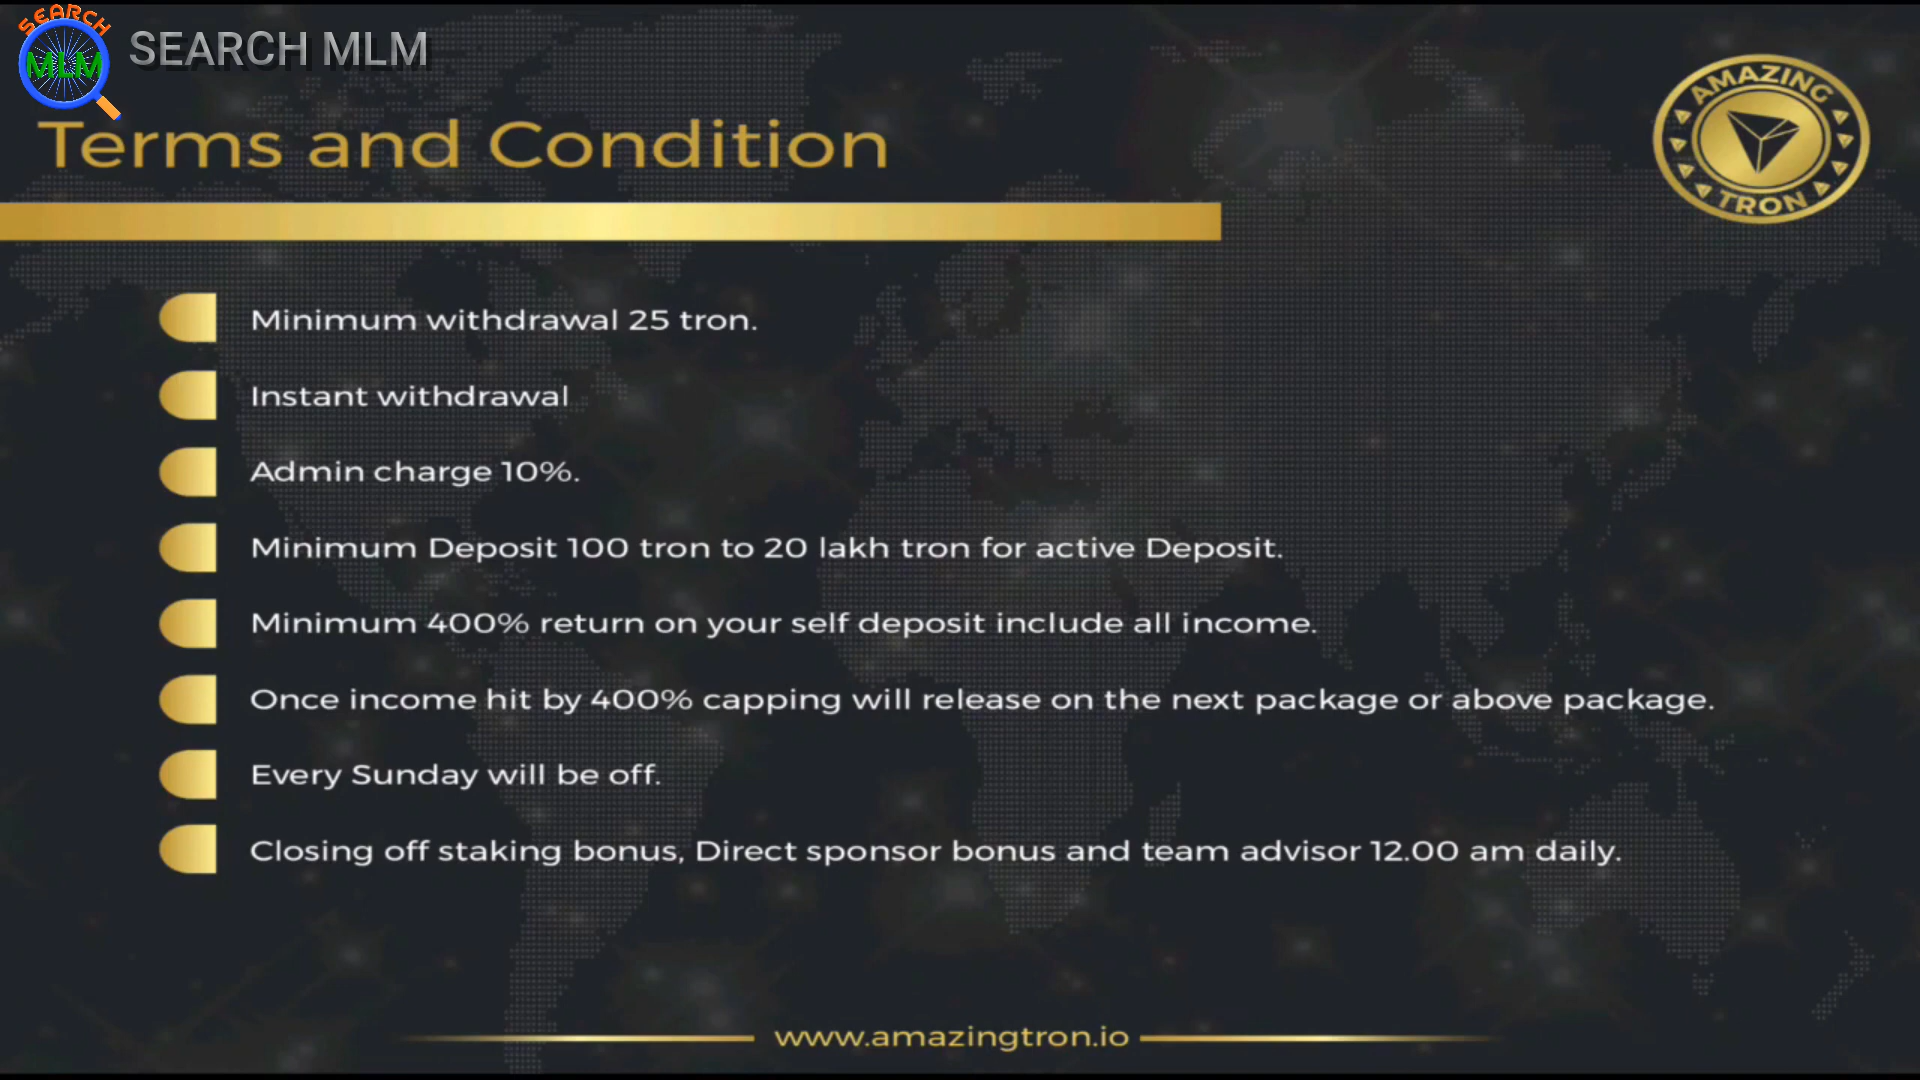 SEARCH
MLM
SEARCH MLM
AMAZING
TRON
Terms and Condition
Minimum withdrawal 25 tron.
Instant withdrawal
Admin charge 10%.
Minimum Deposit 100 tron to 20 lakh tron for active Deposit.
Minimum 400% return on your self deposit include all income.
Once income hit by 400% capping will release on the next package or above package.
Every Sunday will be off.
Closing off staking bonus, Direct sponsor bonus and team advisor 12.00 am daily.
www.amazingtron.io